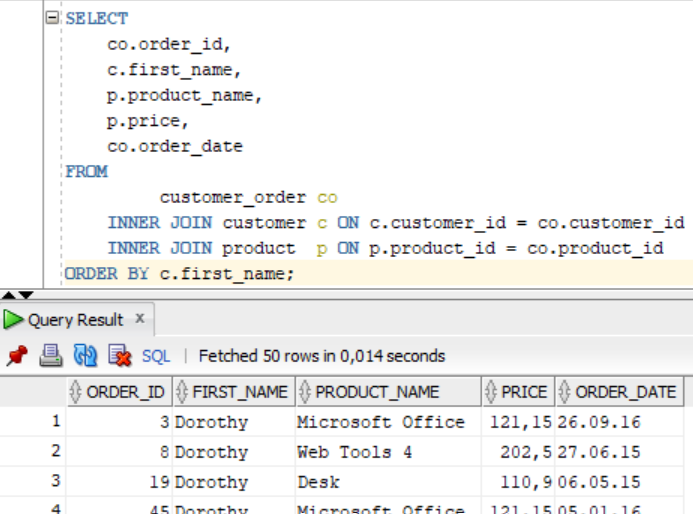 SELECT
co.order_id,
c.first_name,
p.product_name,
p.price,
co.order_date
FROM
customer_order co
INNER JOIN customer c ON c.customer_id = co.customer_id
INNER JOIN product p ON p.product_id = co.product_id
ORDER BY c.first_name;
Query Result x
SQL | Fetched 50 rows in 0,014 seconds
ORDER_ID FIRST_NAME PRODUCT_NAME PRICE ORDER_DATE
1 3 Dorothy Microsoft Office 121,15 26.09.16
2 8 Dorothy Web Tools 4 202,5 27.06.15
3 19 Dorothy Desk 110,9 06.05.15
4 45 Dorothy Microsoft Office 121,15 05.01.16